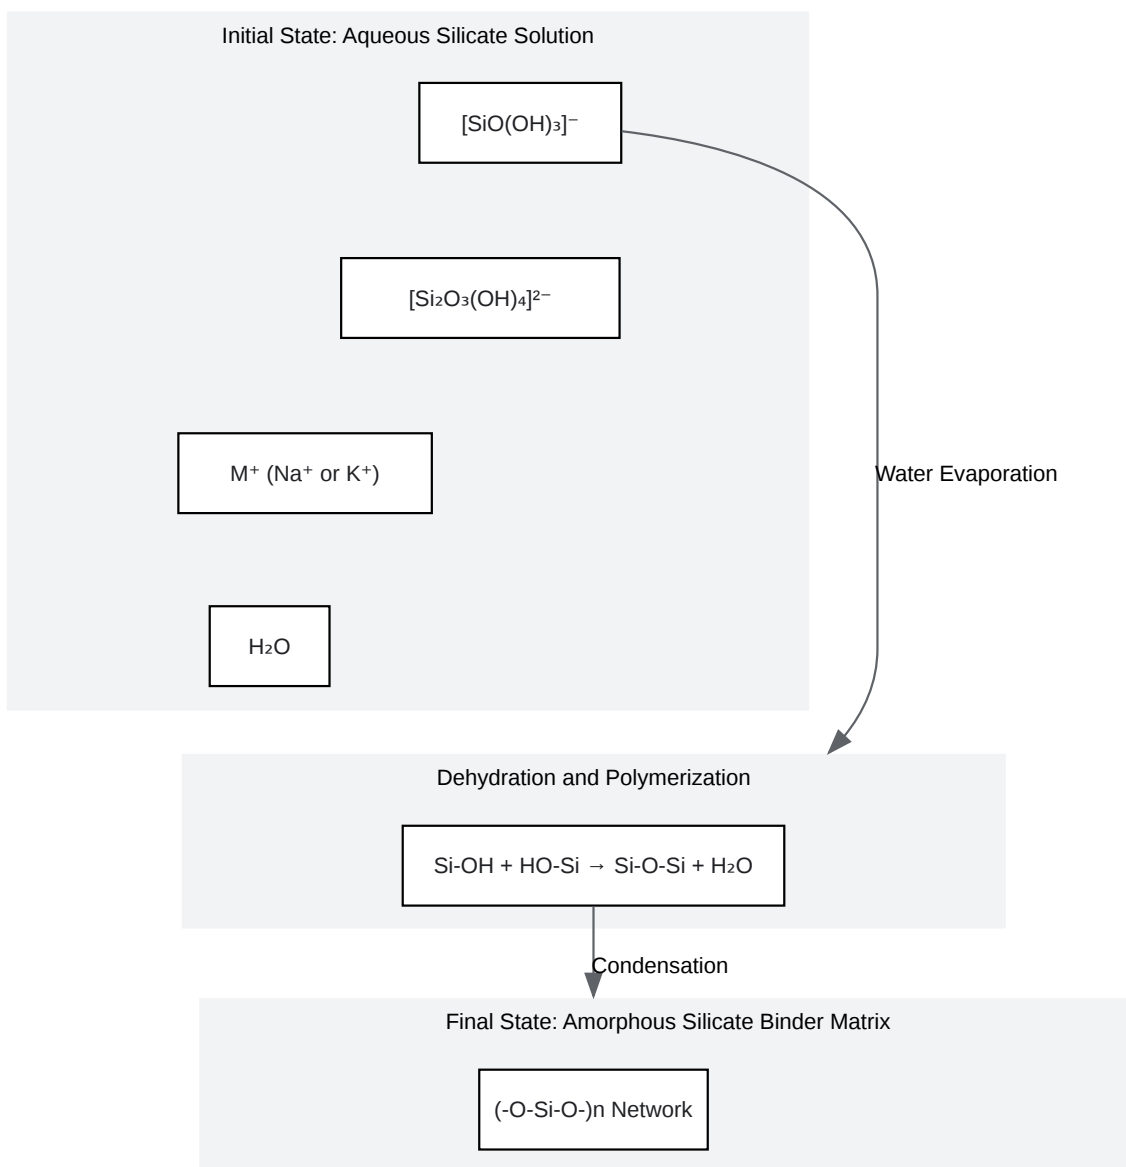 Initial State: Aqueous Silicate Solution
[SiO(OH)₃]⁻
[Si₂O₃(OH)₄]²⁻
M⁺ (Na⁺ or K⁺)
Water Evaporation
H₂O
Dehydration and Polymerization
Si-OH + HO-Si → Si-O-Si + H₂O
Condensation
Final State: Amorphous Silicate Binder Matrix
(-O-Si-O-)n Network